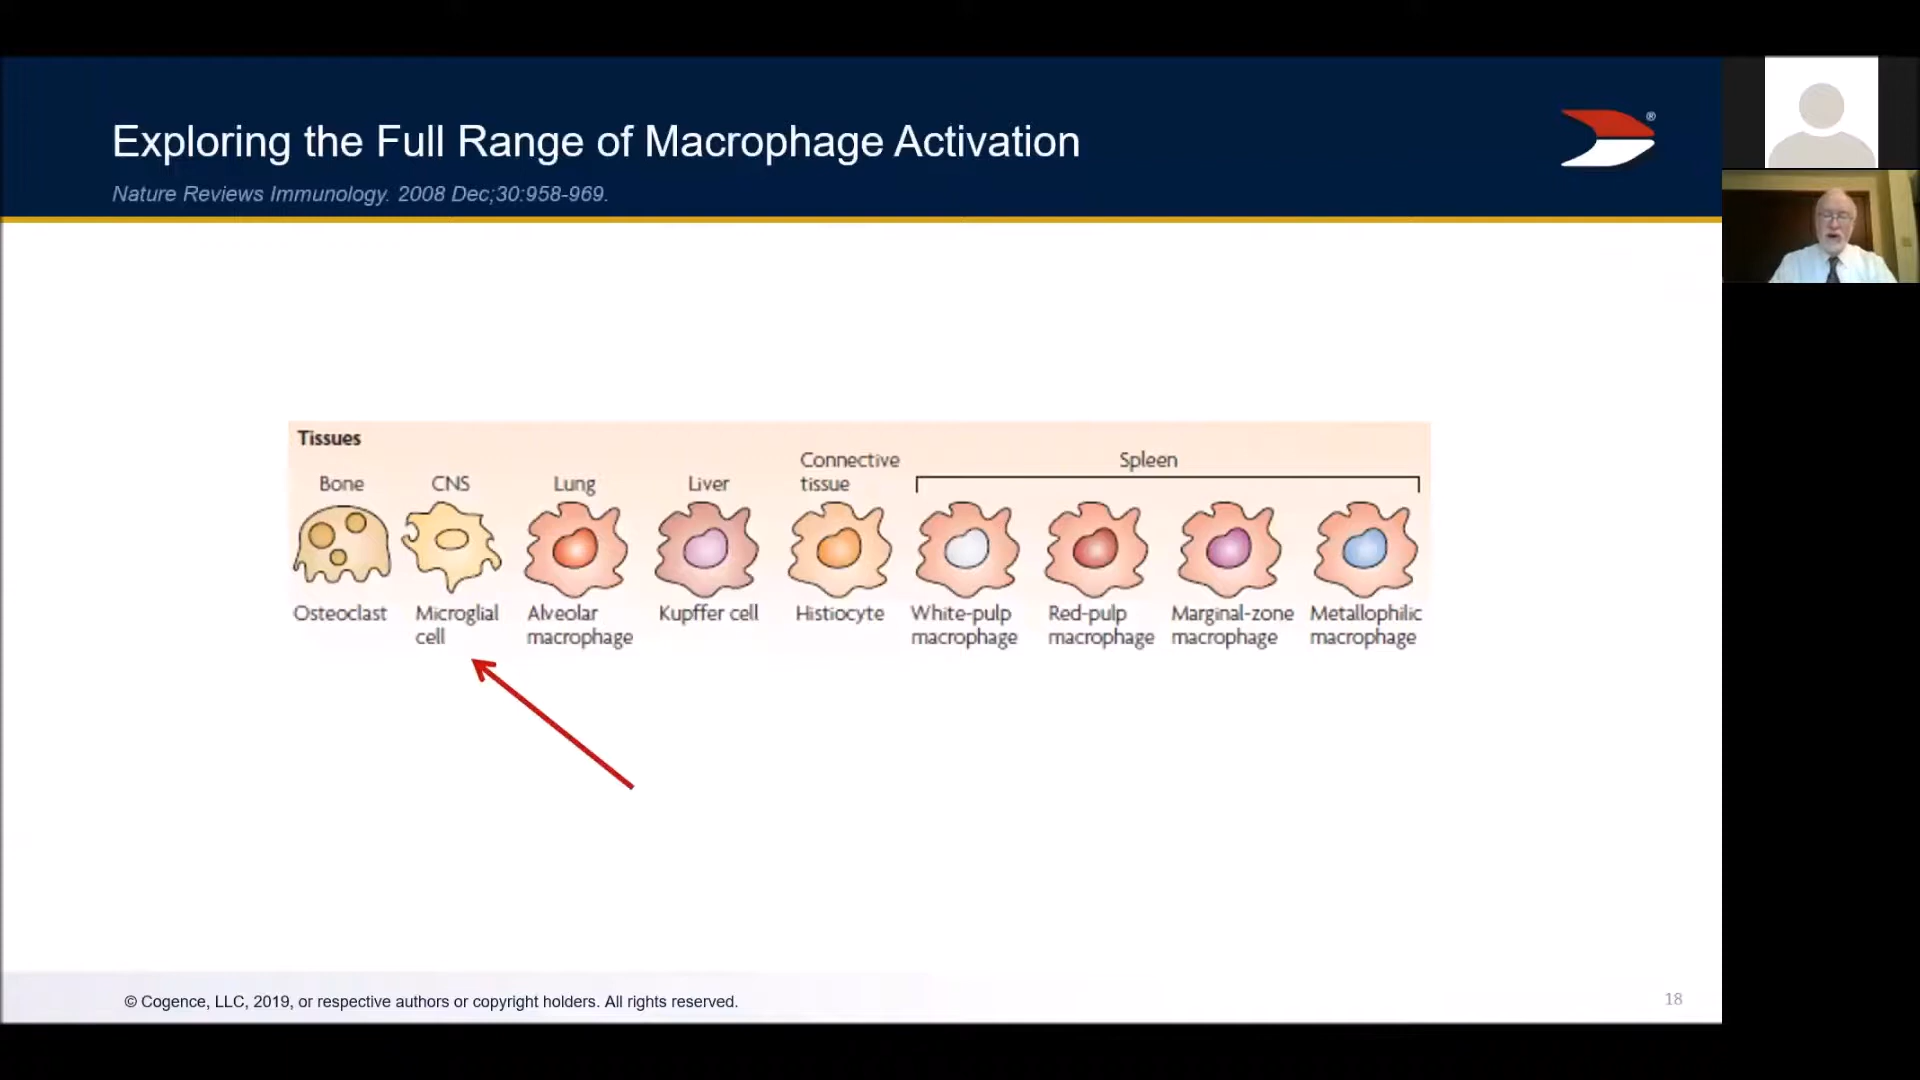 Exploring the Full Range of Macrophage Activation
®
Nature Reviews Immunology. 2008 Dec;30:958-969.
Tissues
Bone
CNS
Lung
Liver
Connective
tissue
Spleen
Osteoclast
Microglial
cell
Alveolar
macrophage
Kupffer cell
Histiocyte
White-pulp
macrophage
Red-pulp
macrophage
Marginal-zone
macrophage
Metallophilic
macrophage
© Cogence, LLC, 2019, or respective authors or copyright holders. All rights reserved.
18